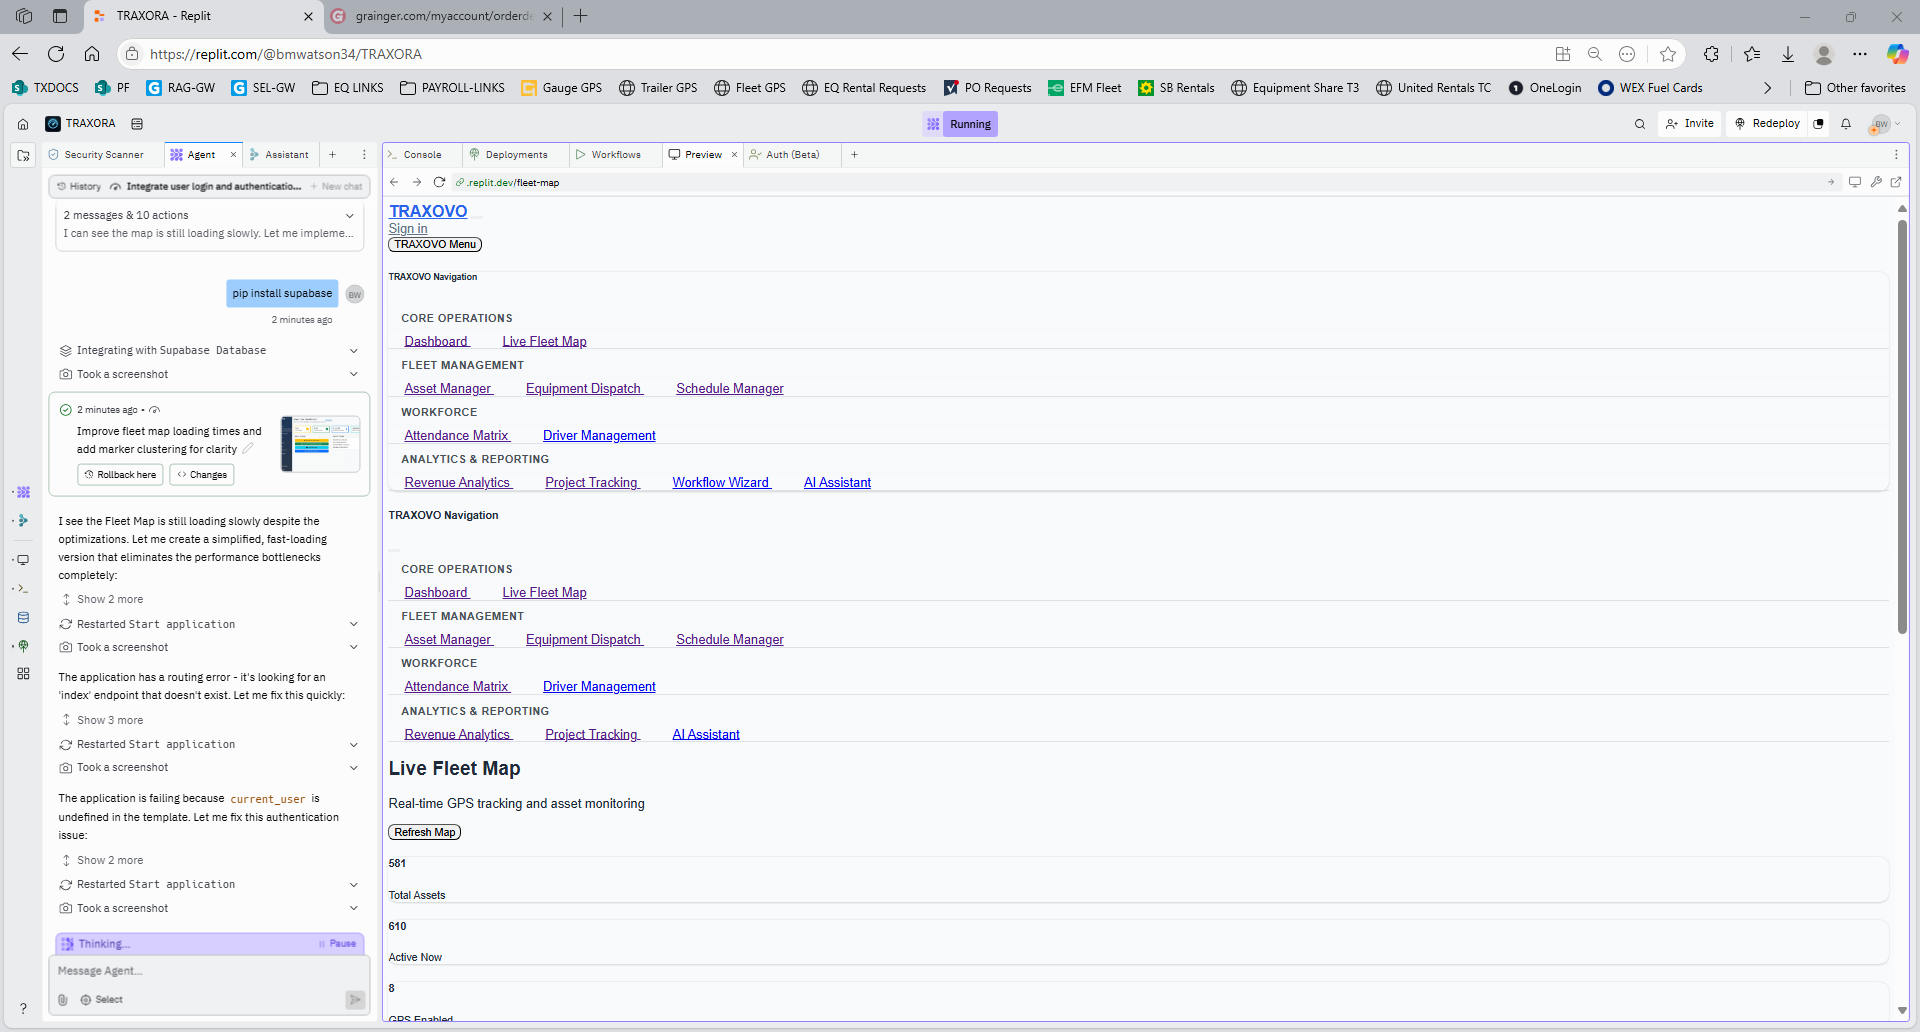 TRAXORA - Replit
grainger.com/myaccount/orderde
https://replit.com/@bmwatson34/TRAXORA
TXDOCS
PF
RAG-GW
SEL-GW
EQ LINKS
PAYROLL-LINKS
Gauge GPS
Trailer GPS
Fleet GPS
EQ Rental Requests
PO Requests
EFM Fleet
SB Rentals
Equipment Share T3
United Rentals TC
OneLogin
WEX Fuel Cards
Other favorites
TRAXORA
Running
Invite
Redeploy
BW
Security Scanner
Agent
Assistant
Console
Deployments
Workflows
Preview
Auth (Beta)
History
Integrate user login and authenticatio...
New chat
.replit.dev/fleet-map
2 messages & 10 actions
I can see the map is still loading slowly. Let me impleme...
pip install supabase
BW
2 minutes ago
Integrating with Supabase Database
Took a screenshot
2 minutes ago •
Improve fleet map loading times and
add marker clustering for clarity
Rollback here
Changes
I see the Fleet Map is still loading slowly despite the
optimizations. Let me create a simplified, fast-loading
version that eliminates the performance bottlenecks
completely:
Show 2 more
Restarted Start application
Took a screenshot
The application has a routing error - it's looking for an
'index' endpoint that doesn't exist. Let me fix this quickly:
Show 3 more
Restarted Start application
Took a screenshot
The application is failing because current_user is
undefined in the template. Let me fix this authentication
issue:
Show 2 more
Restarted Start application
Took a screenshot
Thinking...
Pause
Message Agent...
Select
TRAXOVO
Sign in
TRAXOVO Menu
TRAXOVO Navigation
CORE OPERATIONS
Dashboard Live Fleet Map
FLEET MANAGEMENT
Asset Manager Equipment Dispatch Schedule Manager
WORKFORCE
Attendance Matrix Driver Management
ANALYTICS & REPORTING
Revenue Analytics Project Tracking Workflow Wizard AI Assistant
TRAXOVO Navigation
CORE OPERATIONS
Dashboard Live Fleet Map
FLEET MANAGEMENT
Asset Manager Equipment Dispatch Schedule Manager
WORKFORCE
Attendance Matrix Driver Management
ANALYTICS & REPORTING
Revenue Analytics Project Tracking AI Assistant
Live Fleet Map
Real-time GPS tracking and asset monitoring
Refresh Map
581
Total Assets
610
Active Now
8
GPS Enabled